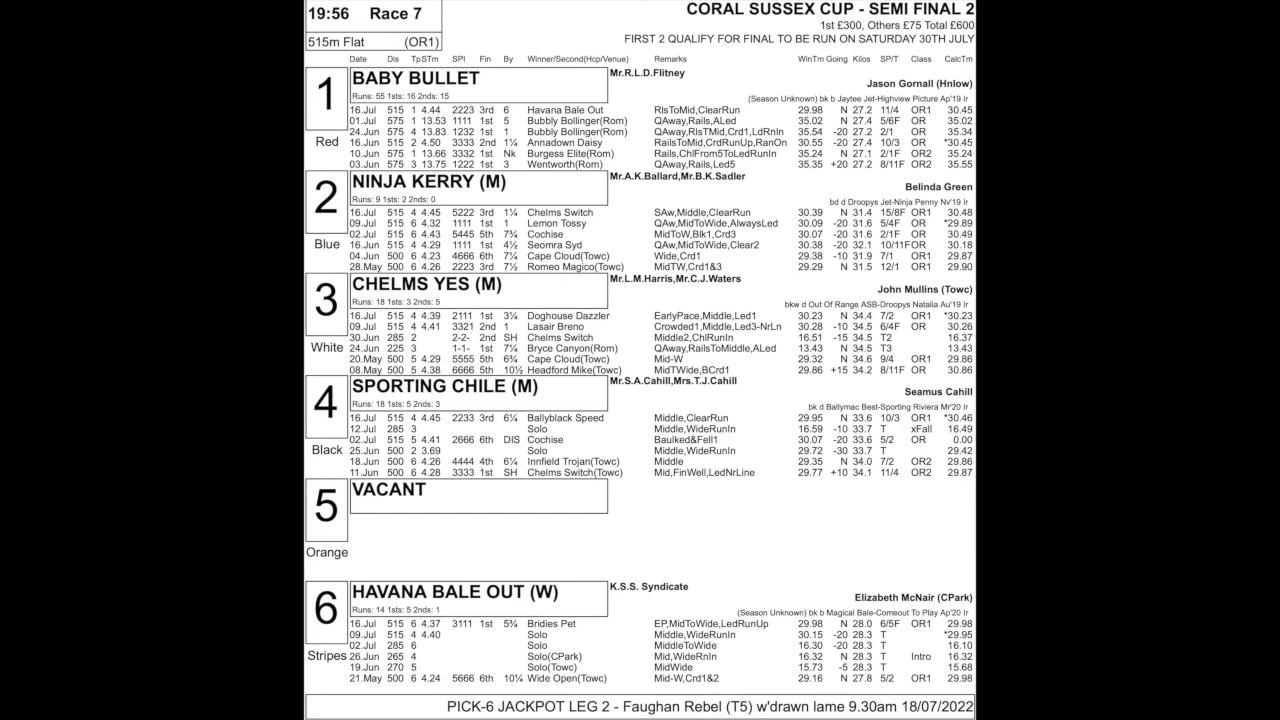 19:56 Race 7 CORAL SUSSEX CUP - SEMI FINAL 2
1st £300, Others £75 Total £600
515m Flat (OR1) FIRST 2 QUALIFY FOR FINAL TO BE RUN ON SATURDAY 30TH JULY
Date Dis Tp STm SPl Fin By Winner/Second(Hcp/Venue) Remarks WinTm Going Kilos SP/T Class CalcTm
1 BABY BULLET Mr.R.L.D.Flitney
Jason Gornall (Hnlow)
Runs: 55 1sts: 16 2nds: 15 (Season Unknown) bk b Jaytee Jet-Highview Picture Ap'19 Ir
16.Jul 515 1 4.44 2223 3rd 6 Havana Bale Out RlsToMid,ClearRun 29.98 N 27.2 11/4 OR1 30.45
01.Jul 575 1 13.53 1111 1st 5 Bubbly Bollinger(Rom) QAway,Rails,ALed 35.02 N 27.4 5/6F OR 35.02
24.Jun 575 4 13.83 1232 1st 1 Bubbly Bollinger(Rom) QAway,RlsTMid,Crd1,LdRnIn 35.54 -20 27.2 2/1 OR 35.34
Red 16.Jun 515 2 4.50 3333 2nd 1¼ Annadown Daisy RailsToMid,CrdRunUp,RanOn 30.55 -20 27.4 10/3 OR *30.45
10.Jun 575 1 13.66 3332 1st Nk Burgess Elite(Rom) Rails,ChlFrom5ToLedRunIn 35.24 N 27.1 2/1F OR2 35.24
03.Jun 575 3 13.75 1222 1st 3 Wentworth(Rom) QAway,Rails,Led5 35.35 +20 27.2 8/11F OR2 35.55
2 NINJA KERRY (M) Mr.A.K.Ballard,Mr.B.K.Sadler
Belinda Green
Runs: 9 1sts: 2 2nds: 0 bd d Droopys Jet-Ninja Penny Nv'19 Ir
16.Jul 515 4 4.45 5222 3rd 1¼ Chelms Switch SAw,Middle,ClearRun 30.39 N 31.4 15/8F OR1 30.48
09.Jul 515 6 4.32 1111 1st 1 Lemon Tossy QAw,MidToWide,AlwaysLed 30.09 -20 31.6 5/4F OR *29.89
02.Jul 515 6 4.43 5445 5th 7¾ Cochise MidToW,Blk1,Crd3 30.07 -20 31.6 2/1F OR 30.49
Blue 16.Jun 515 4 4.29 1111 1st 4½ Seomra Syd QAw,MidToWide,Clear2 30.38 -20 32.1 10/11F OR 30.18
04.Jun 500 6 4.23 4666 6th 7¼ Cape Cloud(Towc) Wide,Crd1 29.38 -10 31.9 7/1 OR1 29.87
28.May 500 6 4.26 2223 3rd 7½ Romeo Magico(Towc) MidTW,Crd1&3 29.29 N 31.5 12/1 OR1 29.90
3 CHELMS YES (M) Mr.L.M.Harris,Mr.C.J.Waters
John Mullins (Towc)
Runs: 18 1sts: 3 2nds: 5 bkw d Out Of Range ASB-Droopys Natalia Au'19 Ir
16.Jul 515 4 4.39 2111 1st 3¼ Doghouse Dazzler EarlyPace,Middle,Led1 30.23 N 34.4 7/2 OR1 *30.23
09.Jul 515 4 4.41 3321 2nd 1 Lasair Breno Crowded1,Middle,Led3-NrLn 30.28 -10 34.5 6/4F OR 30.26
30.Jun 285 2 2-2- 2nd SH Chelms Switch Middle2,ChlRunIn 16.51 -15 34.5 T2 16.37
White 24.Jun 225 3 1-1- 1st 7¼ Bryce Canyon(Rom) QAway,RailsToMiddle,ALed 13.43 N 34.5 T3 13.43
20.May 500 5 4.29 5555 5th 6¾ Cape Cloud(Towc) Mid-W 29.32 N 34.6 9/4 OR1 29.86
08.May 500 5 4.38 6666 5th 10½ Headford Mike(Towc) MidTWide,BCrd1 29.86 +15 34.2 8/11F OR 30.86
4 SPORTING CHILE (M) Mr.S.A.Cahill,Mrs.T.J.Cahill
Seamus Cahill
Runs: 18 1sts: 5 2nds: 3 bk d Ballymac Best-Sporting Riviera Mr'20 Ir
16.Jul 515 4 4.45 2233 3rd 6¼ Ballyblack Speed Middle,ClearRun 29.95 N 33.6 10/3 OR1 *30.46
12.Jul 285 3 Solo Middle,WideRunIn 16.59 -10 33.7 T xFall 16.49
02.Jul 515 5 4.41 2666 6th DIS Cochise Baulked&Fell1 30.07 -20 33.6 5/2 OR 0.00
Black 25.Jun 500 2 3.69 Solo Middle,WideRunIn 29.72 -30 33.7 T 29.42
18.Jun 500 6 4.26 4444 4th 6¼ Innfield Trojan(Towc) Middle 29.35 N 34.0 7/2 OR2 29.86
11.Jun 500 6 4.28 3333 1st SH Chelms Switch(Towc) Mid,FinWell,LedNrLine 29.77 +10 34.1 11/4 OR2 29.87
5 VACANT
Orange
6 HAVANA BALE OUT (W) K.S.S. Syndicate
Elizabeth McNair (CPark)
Runs: 14 1sts: 5 2nds: 1 (Season Unknown) bk b Magical Bale-Comeout To Play Ap'20 Ir
16.Jul 515 6 4.37 3111 1st 5¾ Bridies Pet EP,MidToWide,LedRunUp 29.98 N 28.0 6/5F OR1 29.98
09.Jul 515 4 4.40 Solo Middle,WideRunIn 30.15 -20 28.3 T *29.95
02.Jul 285 6 Solo MiddleToWide 16.30 -20 28.3 T 16.10
Stripes 26.Jun 265 4 Solo(CPark) Mid,WideRnIn 16.32 N 28.3 T Intro 16.32
19.Jun 270 5 Solo(Towc) MidWide 15.73 -5 28.3 T 15.68
21.May 500 6 4.24 5666 6th 10¼ Wide Open(Towc) Mid-W,Crd1&2 29.16 N 27.8 5/2 OR1 29.98
PICK-6 JACKPOT LEG 2 - Faughan Rebel (T5) w'drawn lame 9.30am 18/07/2022